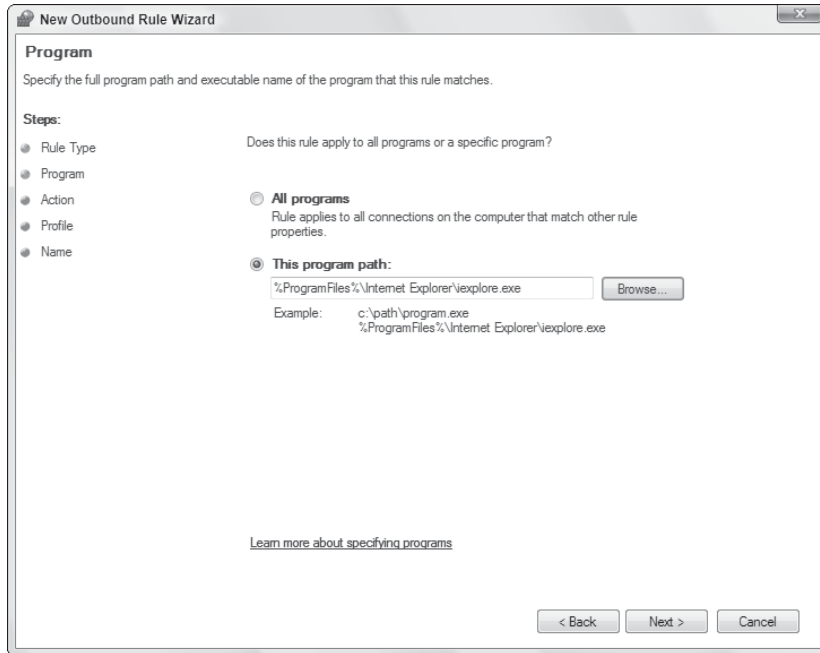 New Outbound Rule Wizard
Program
Specify the full program path and executable name of the program that this rule matches.
Steps:
Rule Type
Program
Action
Profile
Name
Does this rule apply to all programs or a specific program?
All programs
Rule applies to all connections on the computer that match other rule
properties.
This program path:
%ProgramFiles%\Internet Explorer\iexplore.exe
Browse...
Example: c:\path\program.exe
%ProgramFiles%\Internet Explorer\iexplore.exe
Learn more about specifying programs
< Back Next > Cancel